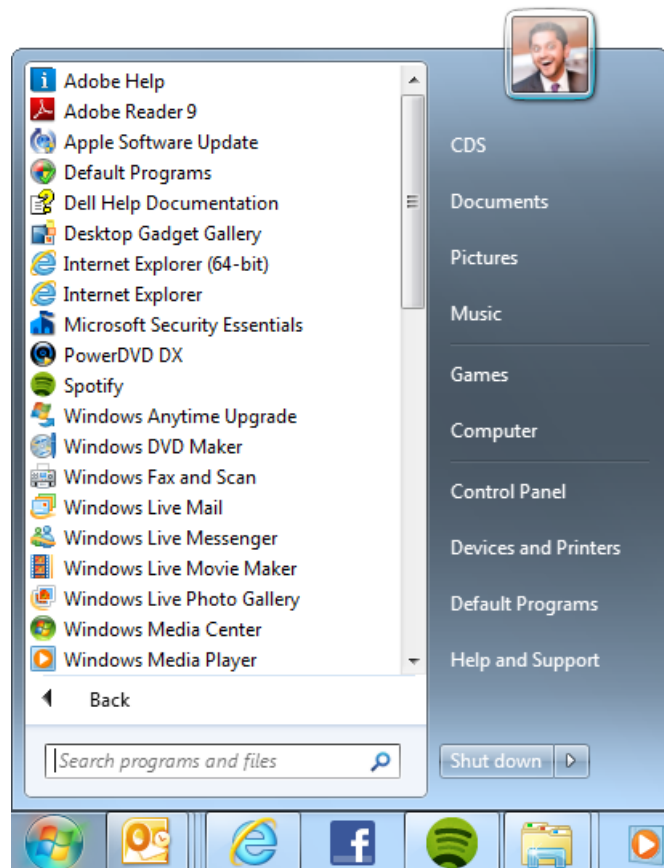 Adobe Help
Adobe Reader 9
Apple Software Update
Default Programs
Dell Help Documentation
Desktop Gadget Gallery
Internet Explorer (64-bit)
Internet Explorer
Microsoft Security Essentials
PowerDVD DX
Spotify
Windows Anytime Upgrade
Windows DVD Maker
Windows Fax and Scan
Windows Live Mail
Windows Live Messenger
Windows Live Movie Maker
Windows Live Photo Gallery
Windows Media Center
Windows Media Player
Back
Search programs and files
CDS
Documents
Pictures
Music
Games
Computer
Control Panel
Devices and Printers
Default Programs
Help and Support
Shut down